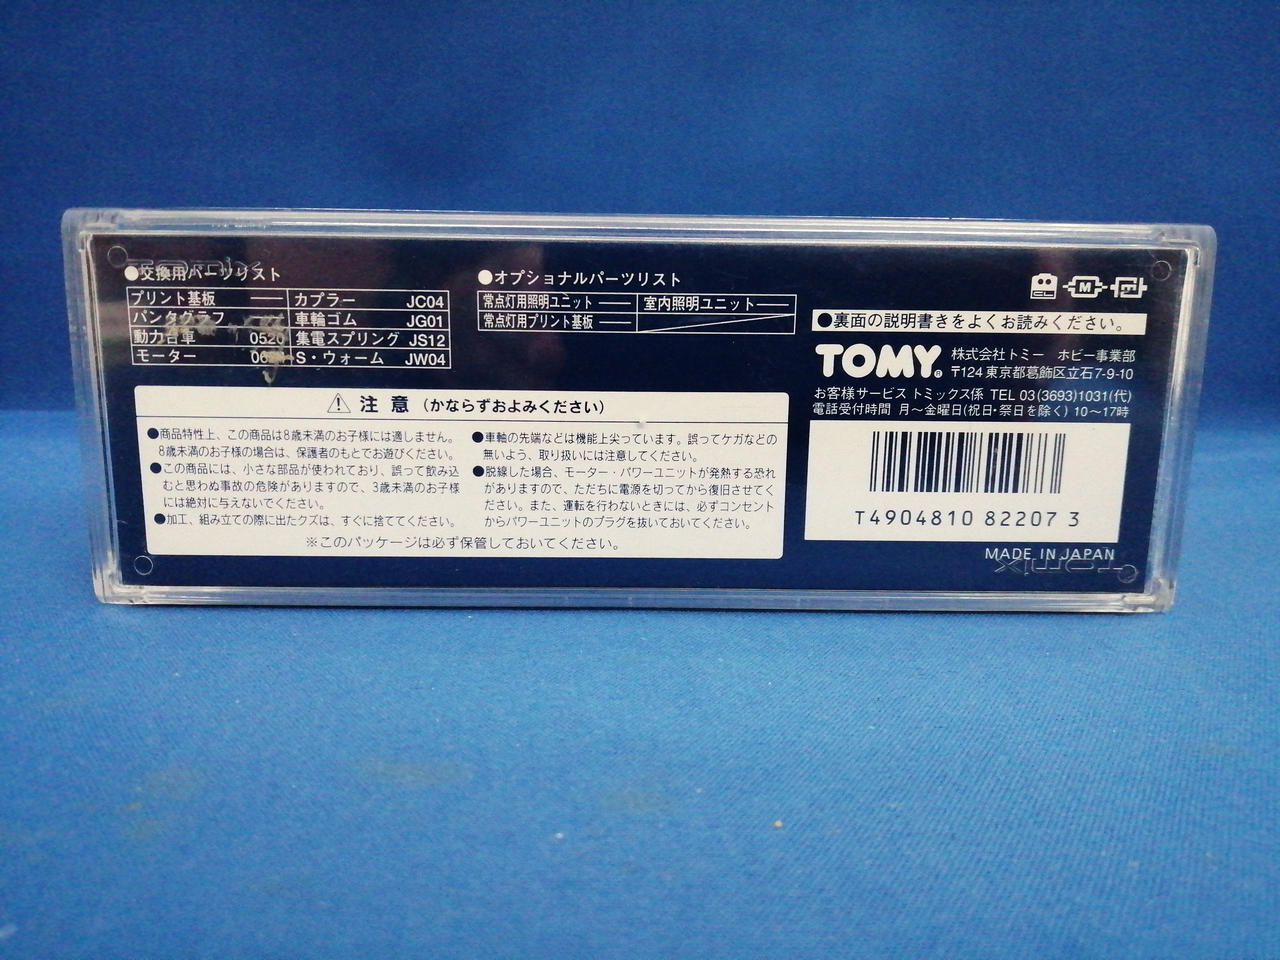 ●交換用パーツリスト
プリント基板 —— カプラー JC04
パンタグラフ —— 車輪ゴム JG01
動力台車 0520 集電スプリング JS12
モーター S・ウォーム JW04
●オプショナルパーツリスト
常点灯用照明ユニット —— 室内照明ユニット ——
常点灯用プリント基板 ——
CL M T
●裏面の説明書きをよくお読みください。
TOMY® 株式会社トミー ホビー事業部
〒124 東京都葛飾区立石7-9-10
お客様サービス トミックス係 TEL 03(3693)1031(代)
電話受付時間 月〜金曜日(祝日・祭日を除く) 10〜17時
⚠ 注 意 (かならずおよみください)
●商品特性上、この商品は8歳未満のお子様には適しません。
8歳未満のお子様の場合は、保護者のもとでお遊びください。
●この商品には、小さな部品が使われており、誤って飲み込
むと思わぬ事故の危険がありますので、3歳未満のお子様
には絶対に与えないでください。
●加工、組み立ての際に出たクズは、すぐに捨ててください。
●車軸の先端などは機能上尖っています。誤ってケガなどの
無いよう、取り扱いには注意してください。
●脱線した場合、モーター・パワーユニットが発熱する恐れ
がありますので、ただちに電源を切ってから復旧させてく
ださい。また、運転を行わないときには、必ずコンセント
からパワーユニットのプラグを抜いておいてください。
※このパッケージは必ず保管しておいてください。
T4904810 82207 3
MADE IN JAPAN
TOMIX